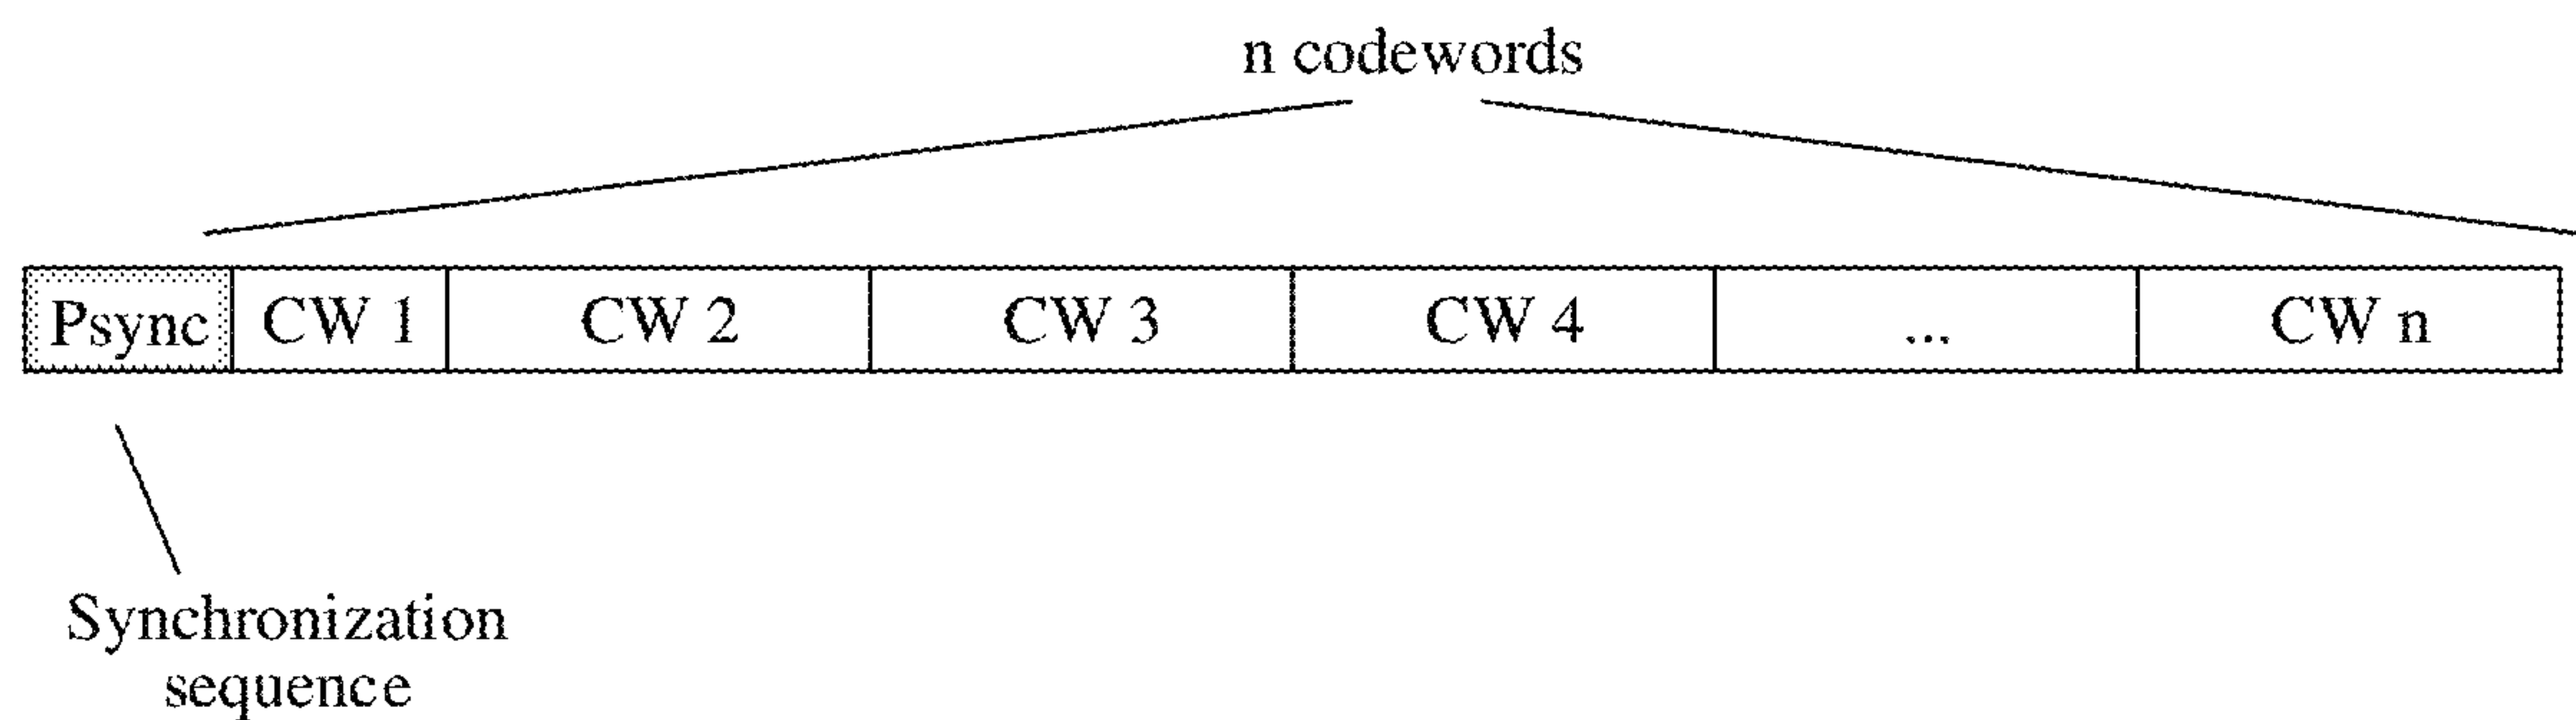 n codewords
Psync CW 1 CW 2 CW 3 CW 4 ... CW n
Synchronization
sequence